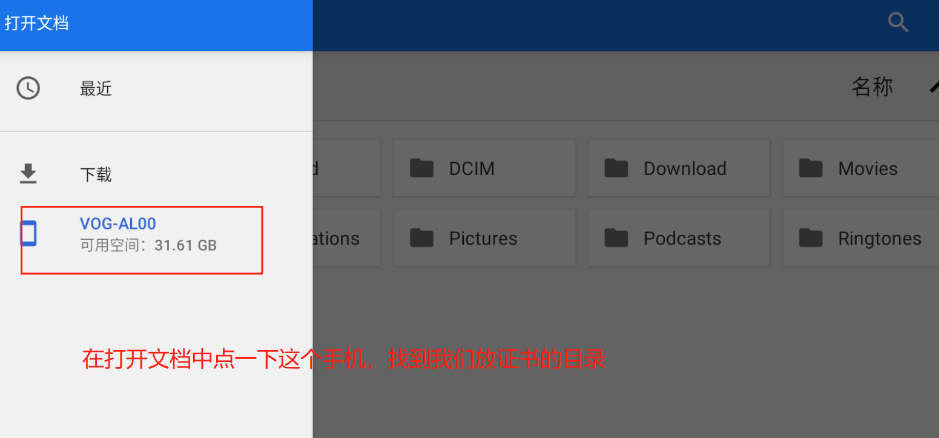 打开文档
最近
名称
下载
d DCIM Download Movies
VOG-AL00
可用空间：31.61 GB
ations Pictures Podcasts Ringtones
在打开文档中点一下这个手机，找到我们放证书的目录